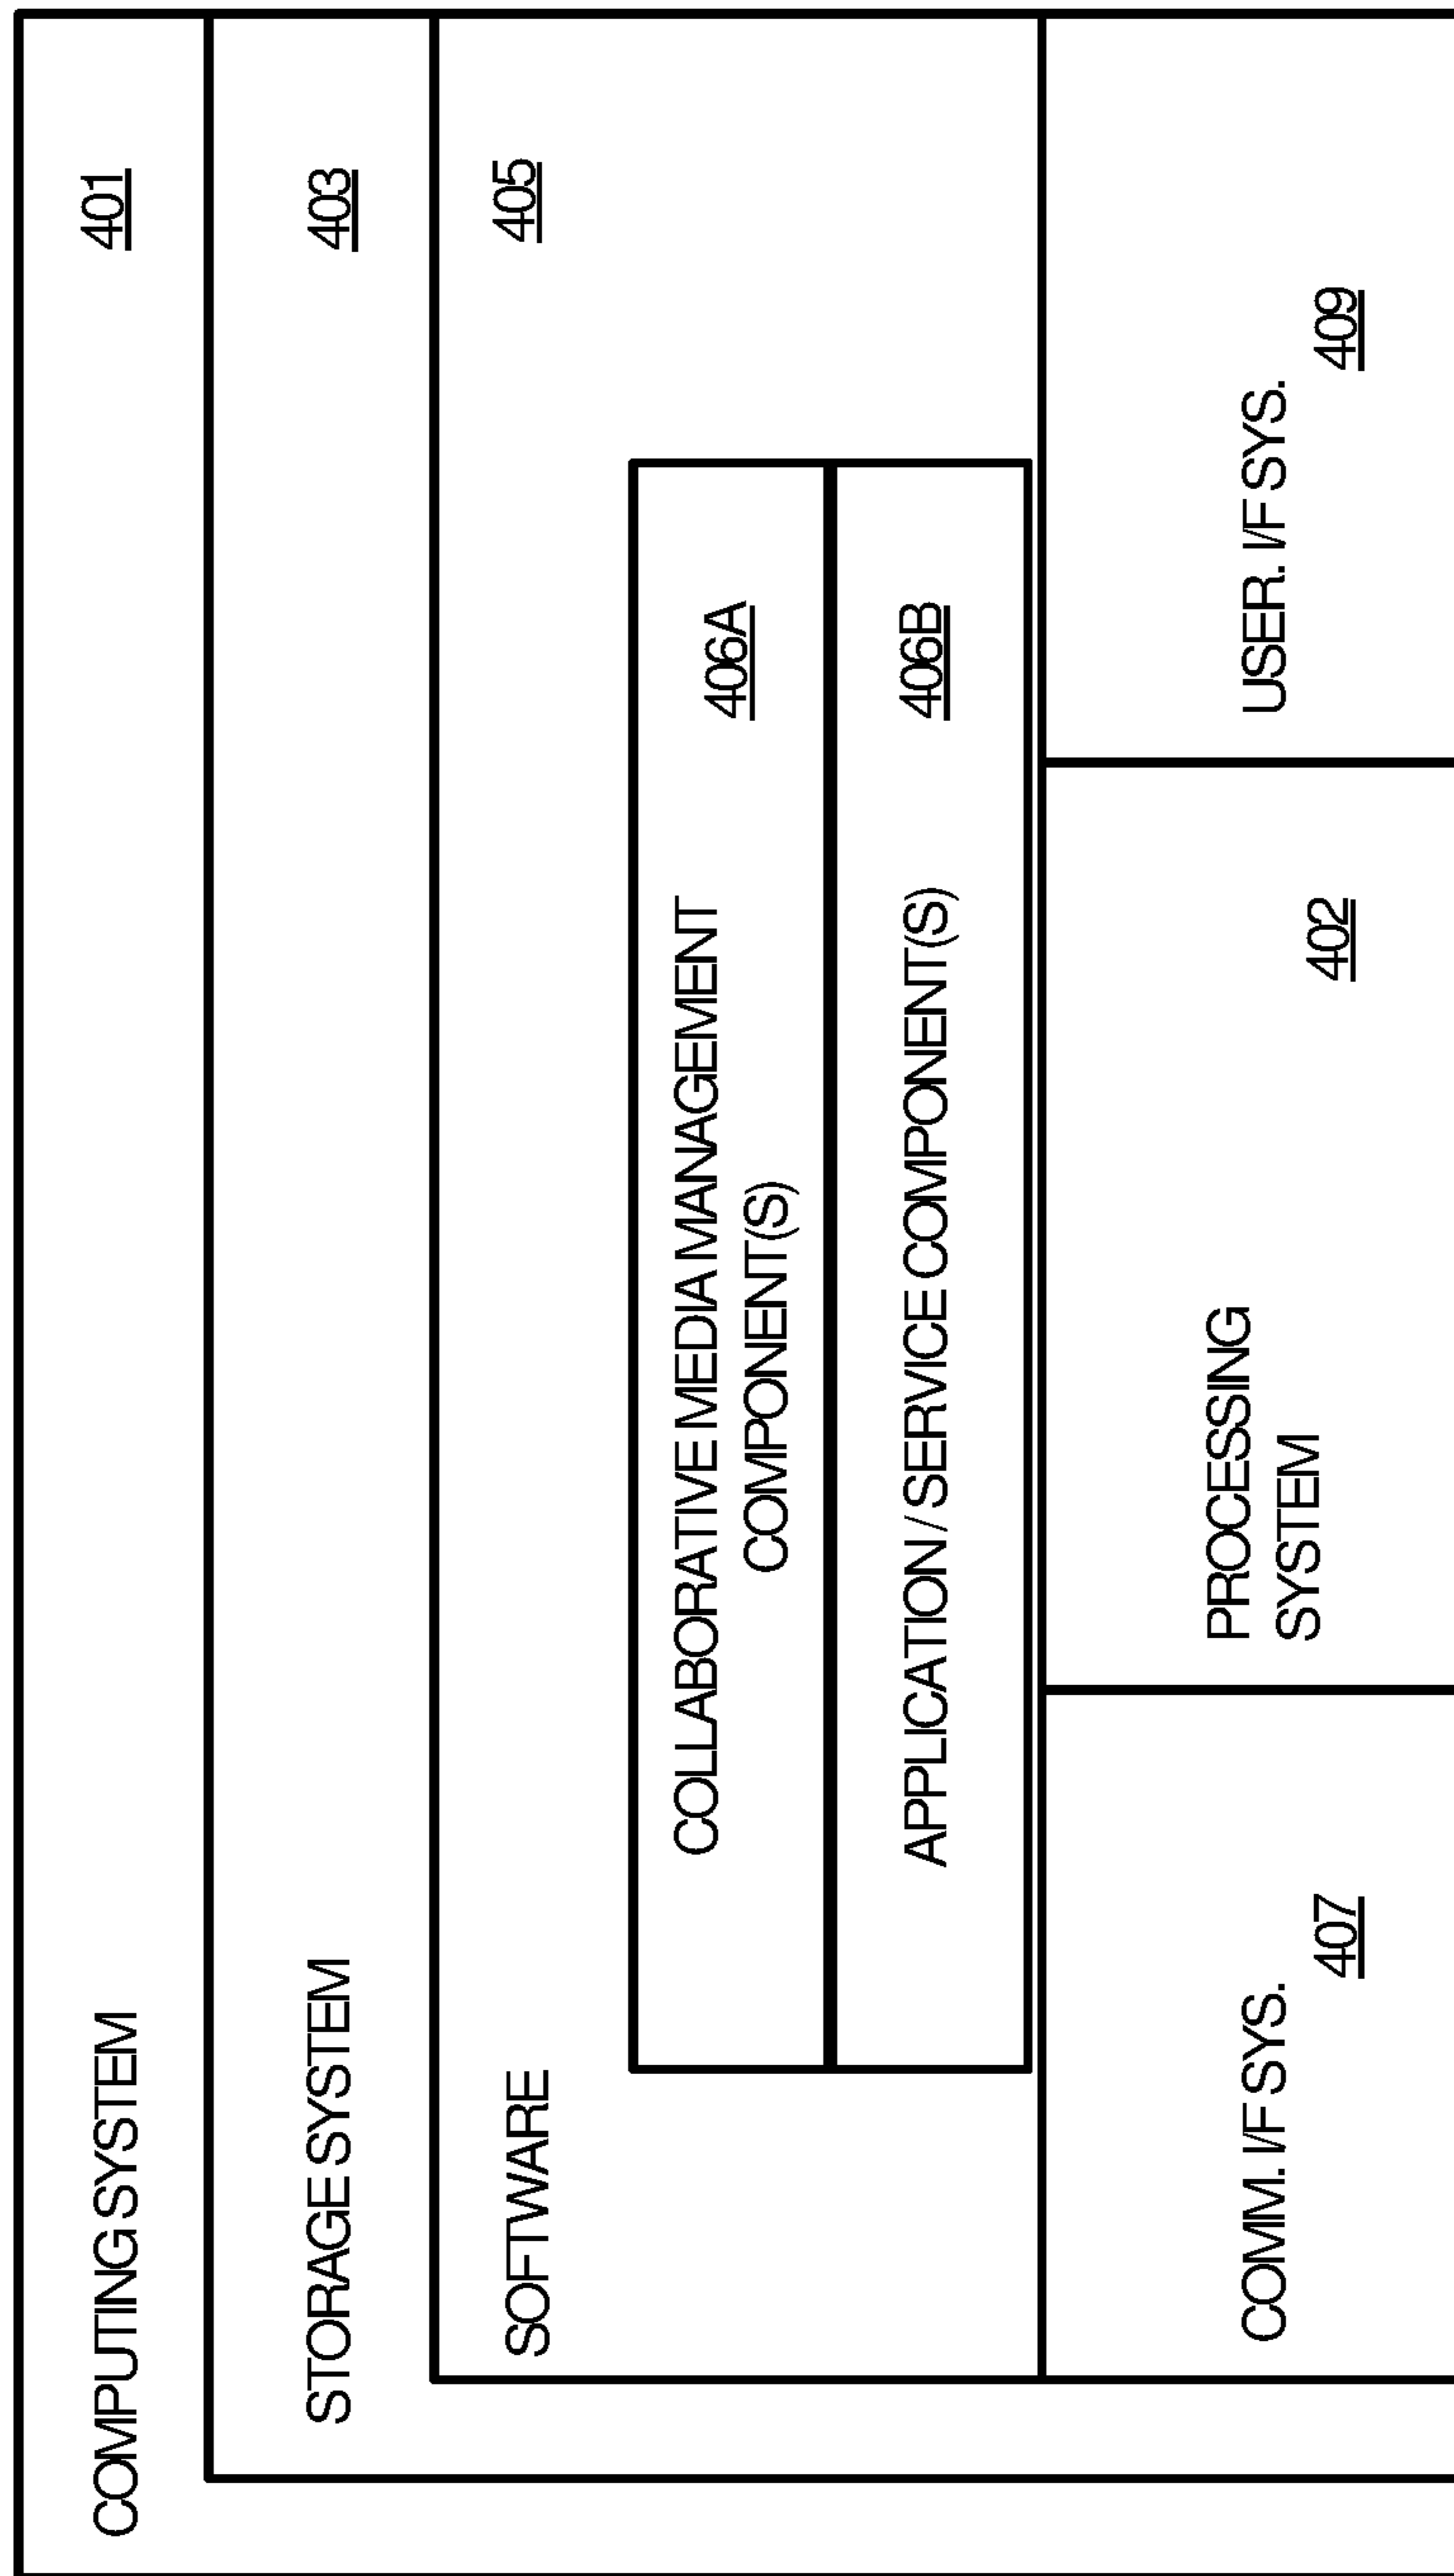 COMPUTING SYSTEM 401
STORAGE SYSTEM 403
SOFTWARE 405
COLLABORATIVE MEDIA MANAGEMENT
COMPONENT(S)
406A
APPLICATION / SERVICE COMPONENT(S) 406B
COMM. I/F SYS.
407
PROCESSING
SYSTEM
402
USER. I/F SYS.
409